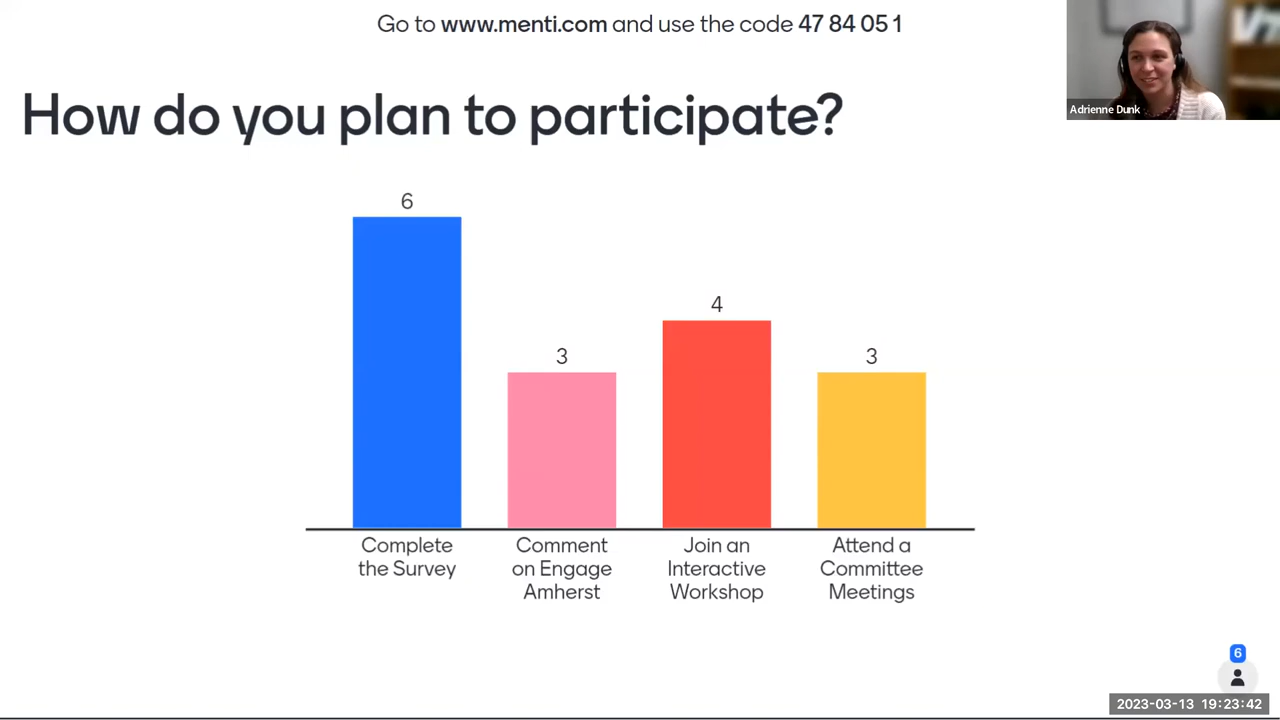 Go to www.menti.com and use the code 47 84 05 1
Adrienne Dunk
How do you plan to participate?
6
3
4
3
Complete
the Survey
Comment
on Engage
Amherst
Join an
Interactive
Workshop
Attend a
Committee
Meetings
6
2023-03-13 19:23:42